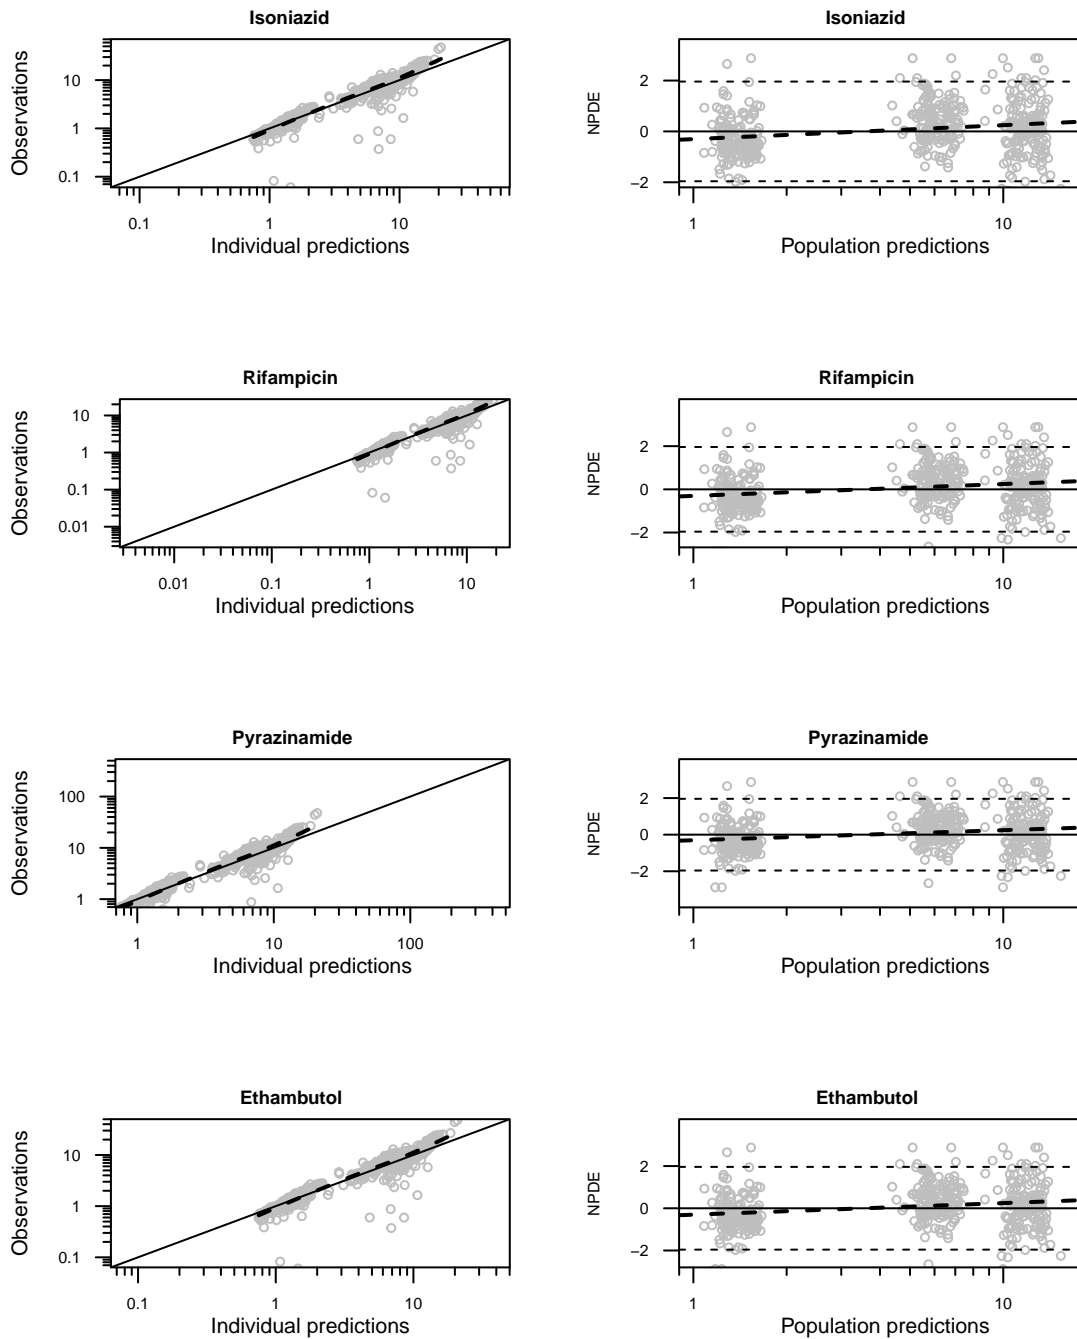 Isoniazid
Observations
10
1
0.1
0.1
1
10
Individual predictions
Isoniazid
NPDE
2
0
−2
1
10
Population predictions
Rifampicin
Observations
10
1
0.1
0.01
0.01
0.1
1
10
Individual predictions
Rifampicin
NPDE
2
0
−2
1
10
Population predictions
Pyrazinamide
Observations
100
10
1
1
10
100
Individual predictions
Pyrazinamide
NPDE
2
0
−2
1
10
Population predictions
Ethambutol
Observations
10
1
0.1
0.1
1
10
Individual predictions
Ethambutol
NPDE
2
0
−2
1
10
Population predictions